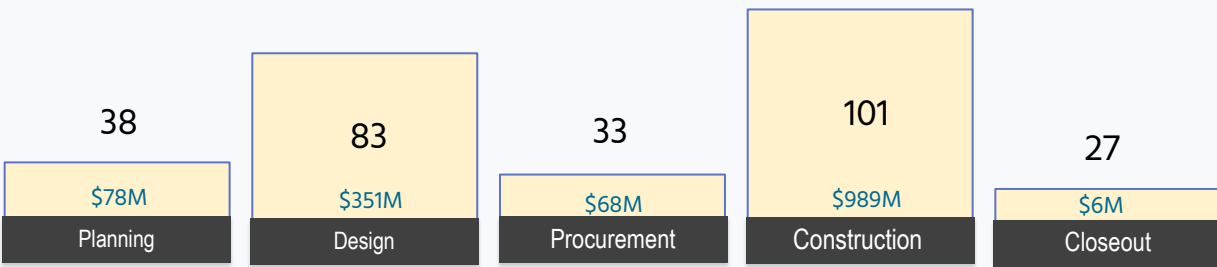 38
$78M
Planning
83
$351M
Design
33
$68M
Procurement
101
$989M
Construction
27
$6M
Closeout